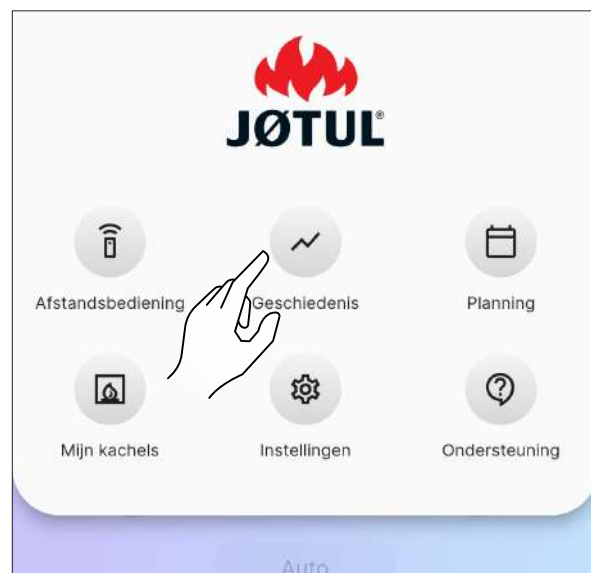 JØTUL®
Afstandsbediening Geschiedenis Planning
Mijn kachels Instellingen Ondersteuning
Auto